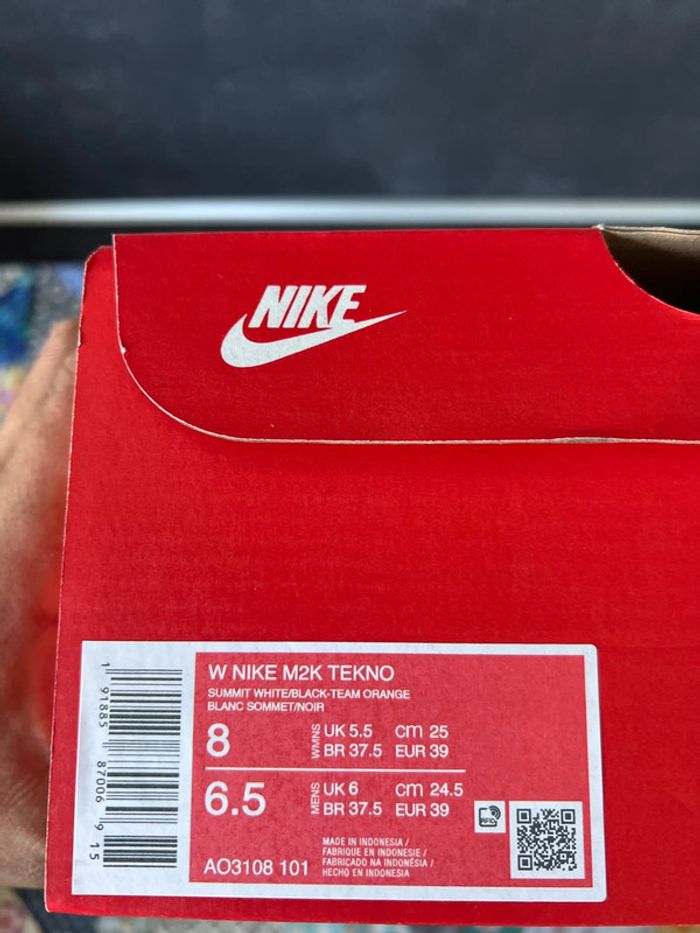 NIKE
W NIKE M2K TEKNO
SUMMIT WHITE/BLACK-TEAM ORANGE
BLANC SOMMET/NOIR
8 WMNS UK 5.5 cm 25
BR 37.5 EUR 39
6.5 MENS UK 6 cm 24.5
BR 37.5 EUR 39
RFID
AO3108 101
MADE IN INDONESIA /
FABRIQUE EN INDONESIE /
FABRICADO NA INDONÉSIA /
HECHO EN INDONESIA
1 91885 87006 9 15